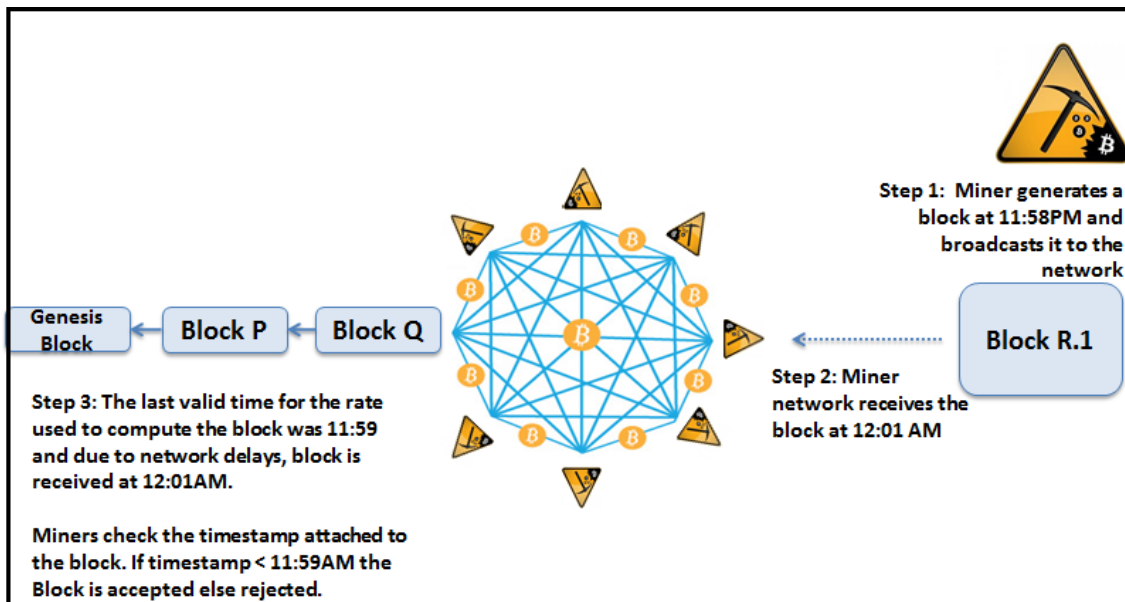 Step 1:  Miner generates a
block at 11:58PM and
broadcasts it to the
network
Genesis
Block
Block P
Block Q
Block R.1
Step 2: Miner
network receives the
block at 12:01 AM
Step 3: The last valid time for the rate
used to compute the block was 11:59
and due to network delays, block is
received at 12:01AM.
Miners check the timestamp attached to
the block. If timestamp < 11:59AM the
Block is accepted else rejected.